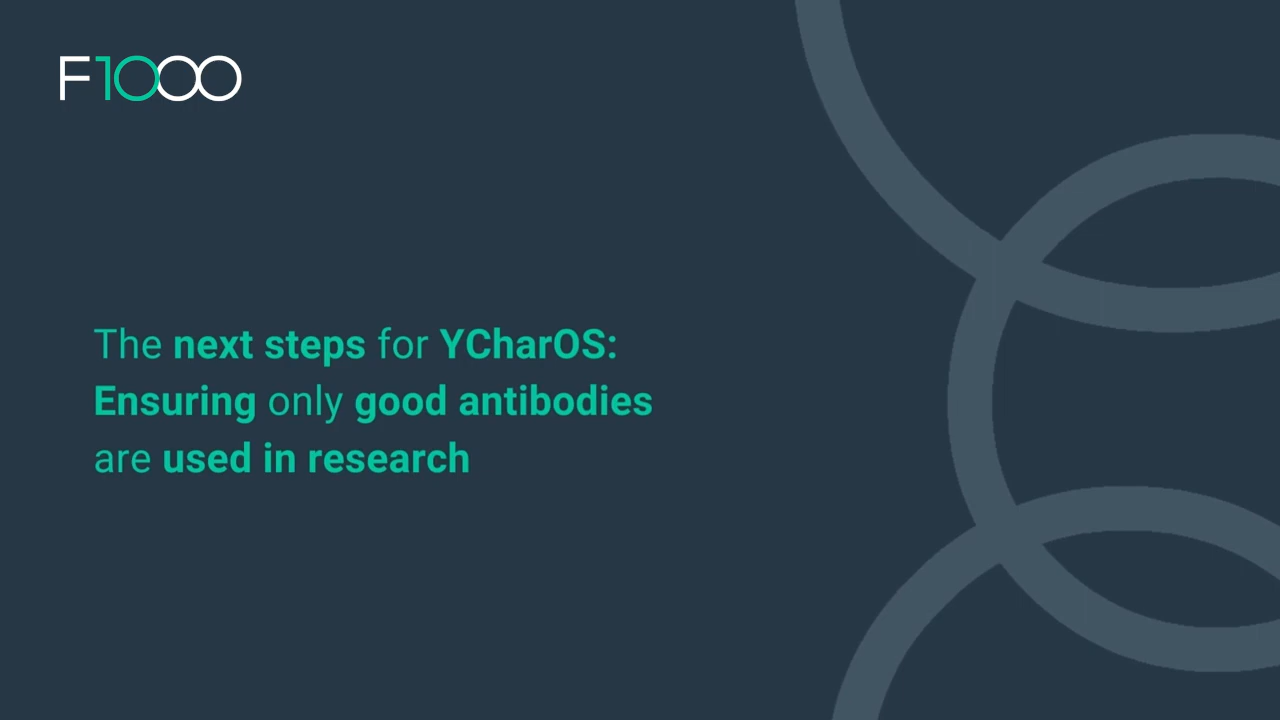 F1000
The next steps for YCharOS:
Ensuring only good antibodies
are used in research